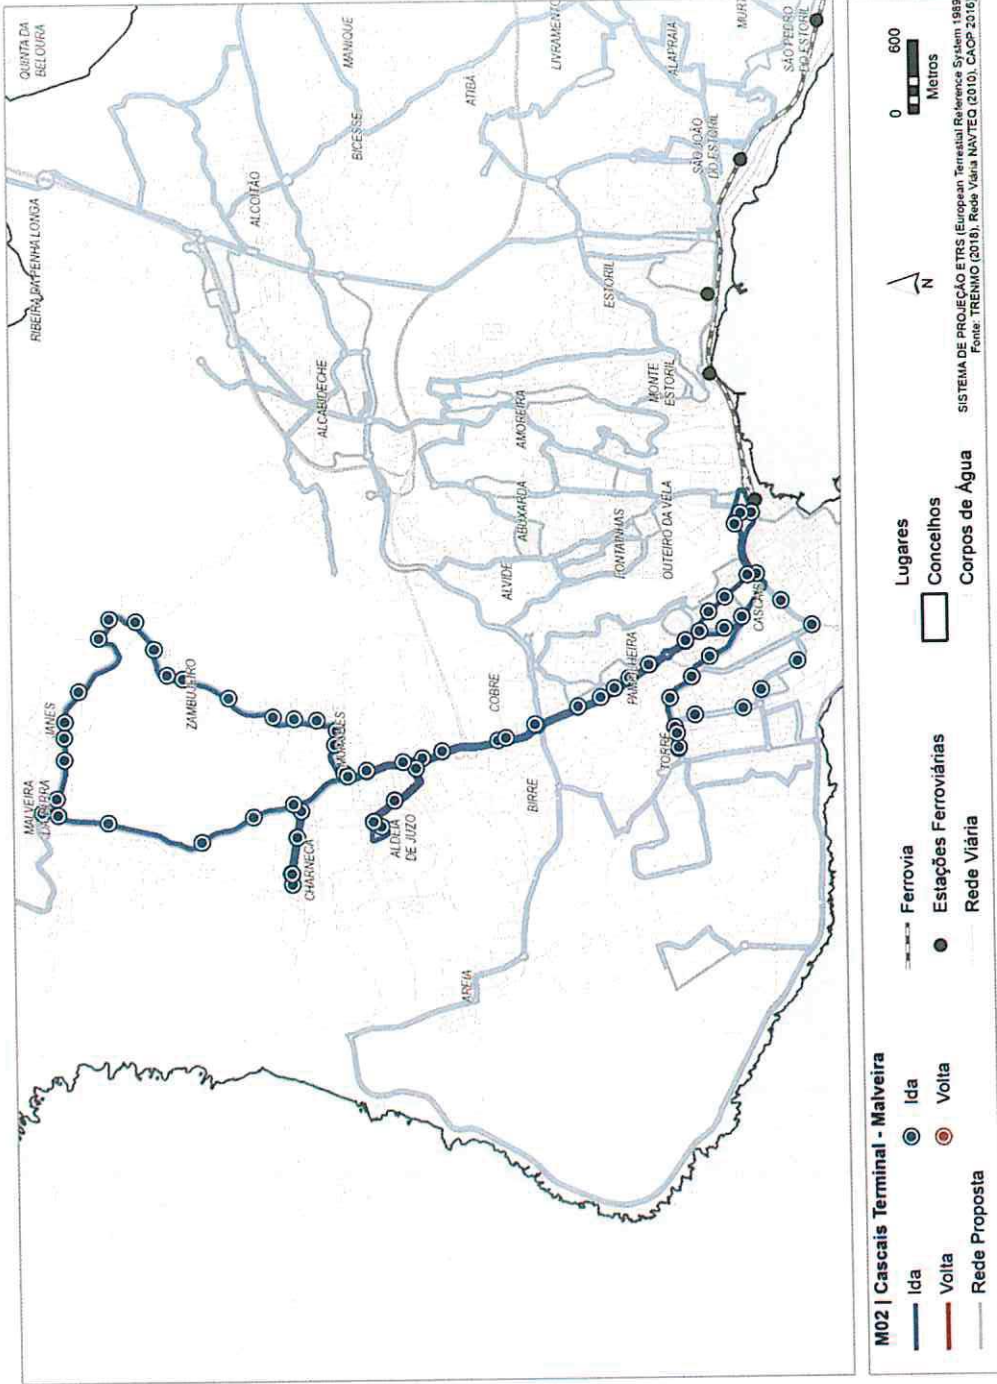 QUINTA DA
BELOURA
RIBEIRA DA PENHA LONGA
MANIQUE
LIVRAMENTO
BICESSE
ATIBÁ
ALAPRAIA
ALCOITÃO
SÃO PEDRO
DO ESTORIL
SÃO JOÃO
DO ESTORIL
ESTORIL
ALCABIDECHE
AMOREIRA
MONTE
ESTORIL
ABUXARDA
FONTAINHAS
OUTEIRO DA VELA
ALVIDE
CASCAIS
JANES
ZAMBUJEIRO
MALVEIRA
DA SERRA
MURCHES
COBRE
PAMPILHEIRA
TORRE
BIRRE
CHARNECA
ALDEIA
DE JUZO
AREIA
M02 | Cascais Terminal - Malveira
Ida
Volta
Rede Proposta
Ida
Volta
Ferrovia
Estações Ferroviárias
Rede Viária
Lugares
Concelhos
Corpos de Água
N
0 600
Metros
SISTEMA DE PROJEÇÃO ETRS (European Terrestrial Reference System 1989
Fonte: TRENMO (2018), Rede Viária NAVTEQ (2010), CAOP 2016